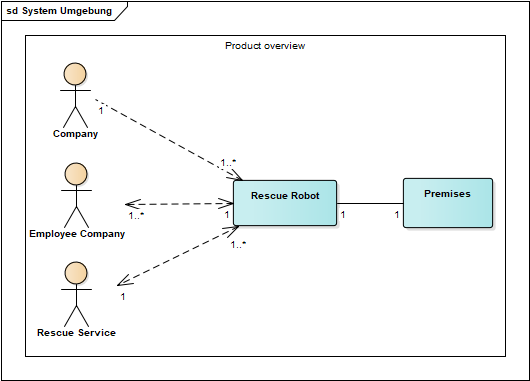 sd System Umgebung
Product overview
Company
1
1..*
Employee Company
1..*
1
Rescue Robot
1
1
Premises
1..*
1
Rescue Service